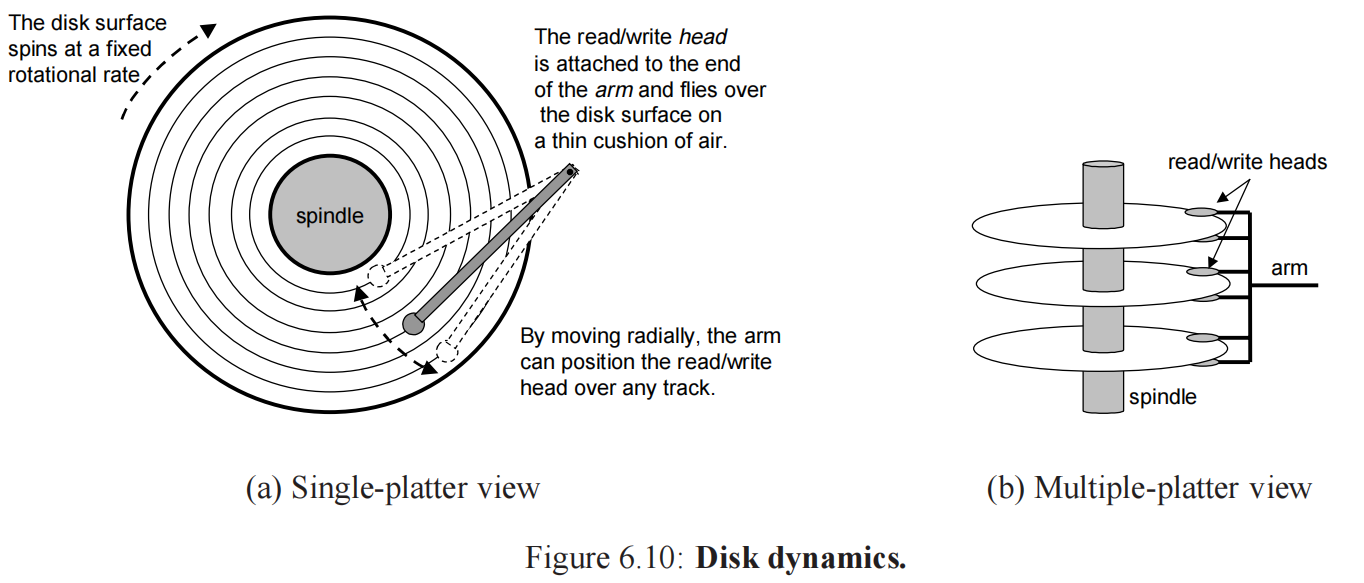 The disk surface
spins at a fixed
rotational rate
spindle
The read/write head
is attached to the end
of the arm and flies over
the disk surface on
a thin cushion of air.
By moving radially, the arm
can position the read/write
head over any track.
(a) Single-platter view
read/write heads
arm
spindle
(b) Multiple-platter view
Figure 6.10: Disk dynamics.